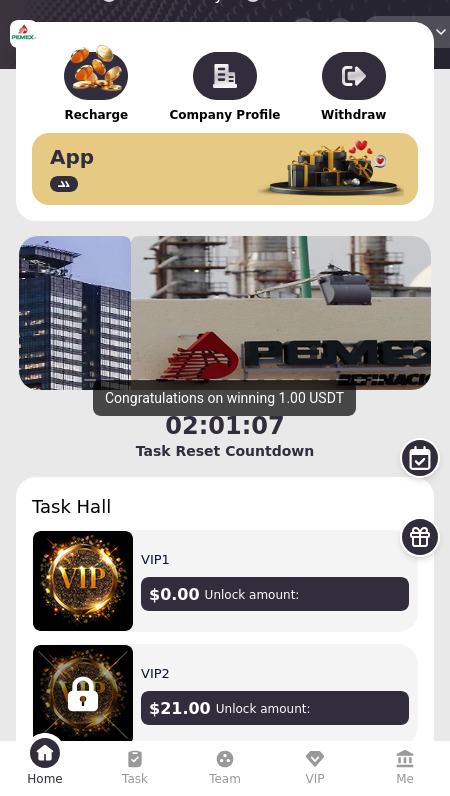 PEMEX
Recharge
Company Profile
Withdraw
App
PEMEX
Congratulations on winning 1.00 USDT
02:01:07
Task Reset Countdown
Task Hall
VIP
VIP1
$0.00 Unlock amount:
VIP2
$21.00 Unlock amount:
Home
Task
Team
VIP
Me